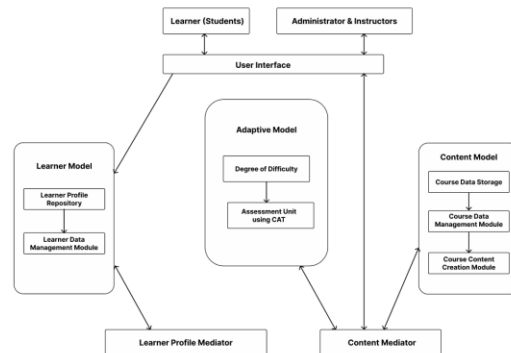 Learner (Students)
Administrator & Instructors
User Interface
Learner Model
Learner Profile
Repository
Learner Data
Management Module
Adaptive Model
Degree of Difficulty
Assessment Unit
using CAT
Content Model
Course Data Storage
Course Data
Management Module
Course Content
Creation Module
Learner Profile Mediator
Content Mediator